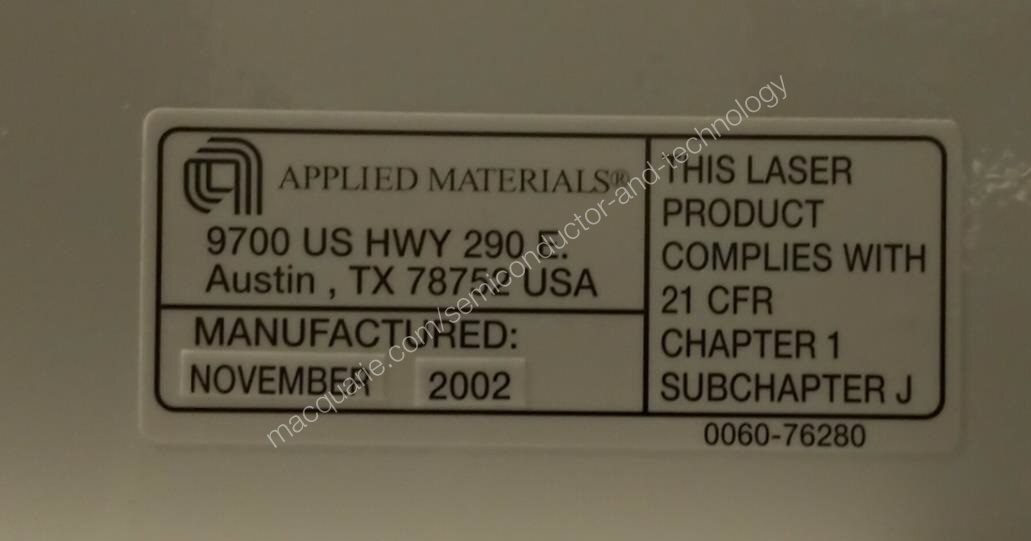 APPLIED MATERIALS®
9700 US HWY 290 E.
Austin , TX 78752 USA
MANUFACTURED:
NOVEMBER 2002
THIS LASER
PRODUCT
COMPLIES WITH
21 CFR
CHAPTER 1
SUBCHAPTER J
0060-76280
macquarie.com/semiconductor-and-technology